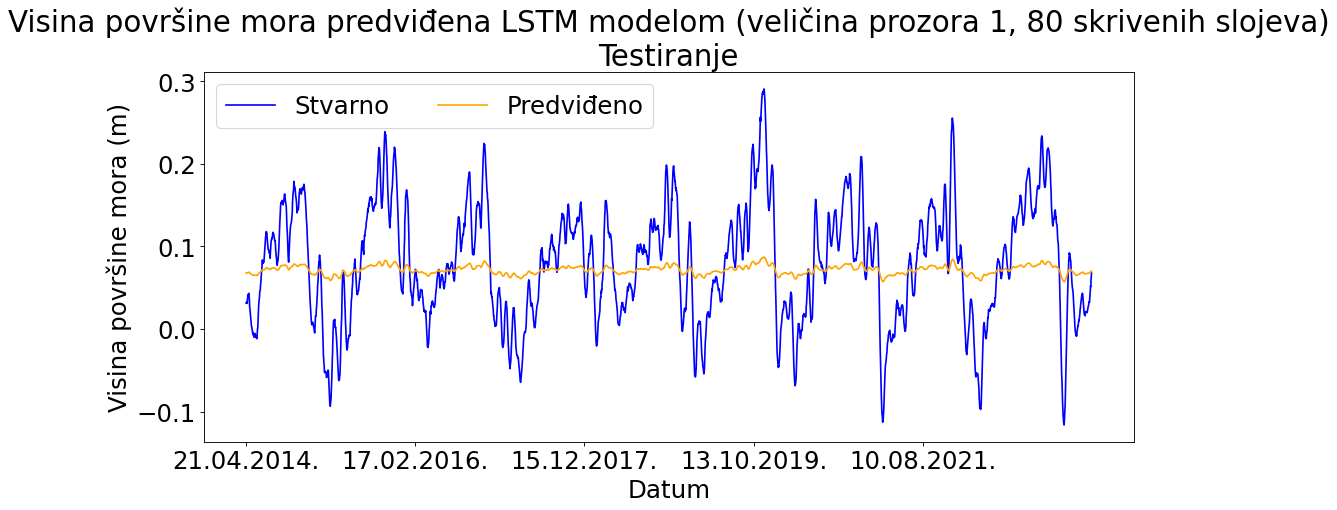 Visina površine mora predviđena LSTM modelom (veličina prozora 1, 80 skrivenih slojeva)
Testiranje
Stvarno Predviđeno
Visina površine mora (m)
0.3
0.2
0.1
0.0
−0.1
21.04.2014. 17.02.2016. 15.12.2017. 13.10.2019. 10.08.2021.
Datum